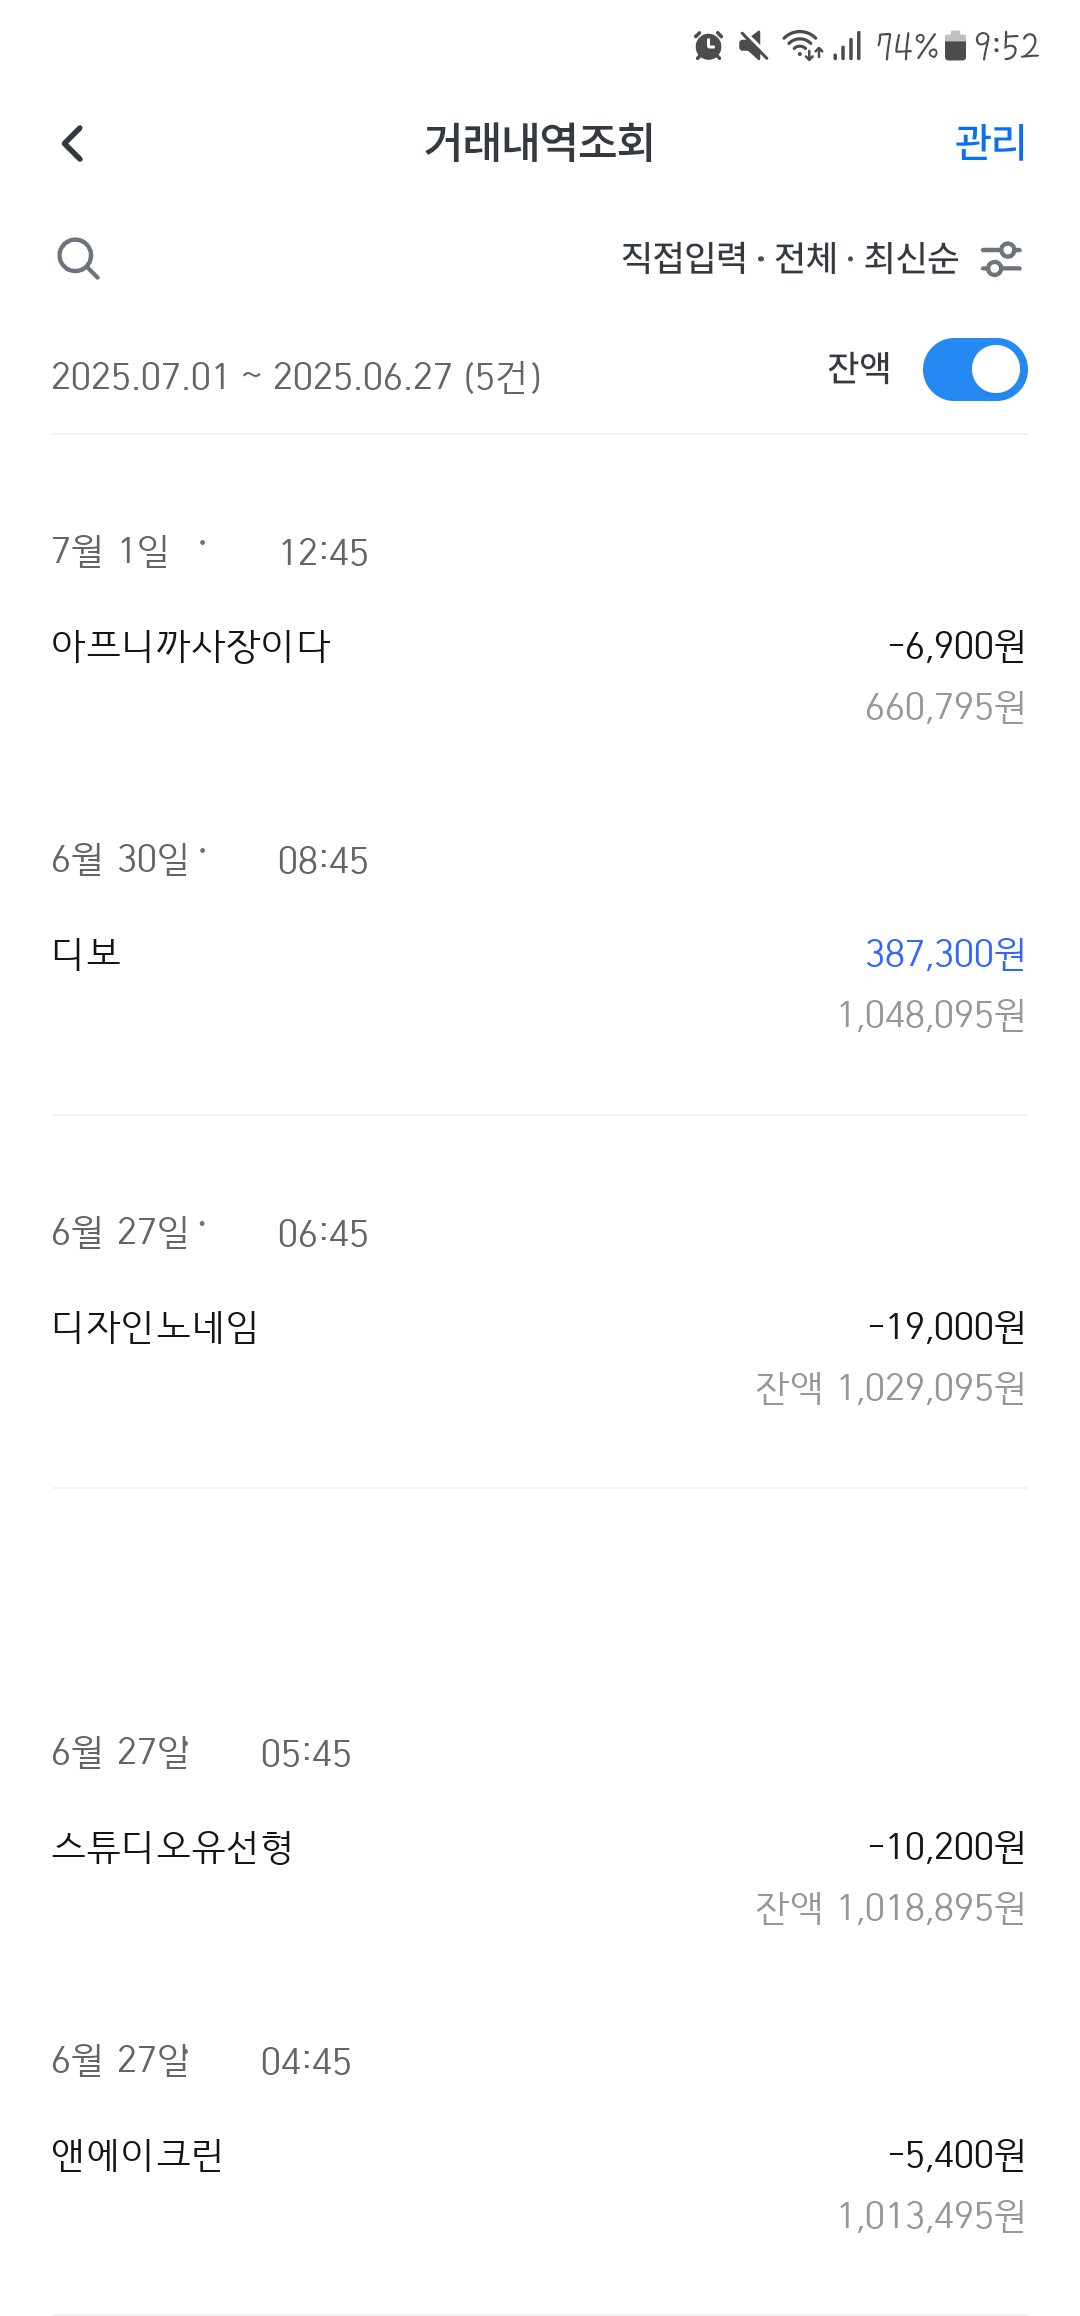 74% 9:52
거래내역조회 관리
직접입력 · 전체 · 최신순
2025.07.01 ~ 2025.06.27 (5건) 잔액
7월 1일 · 12:45
아프니까사장이다 -6,900원
660,795원
6월 30일 · 08:45
디보 387,300원
1,048,095원
6월 27일 · 06:45
디자인노네임 -19,000원
잔액 1,029,095원
6월 27일 05:45
스튜디오유선형 -10,200원
잔액 1,018,895원
6월 27일 04:45
앤에이크린 -5,400원
1,013,495원